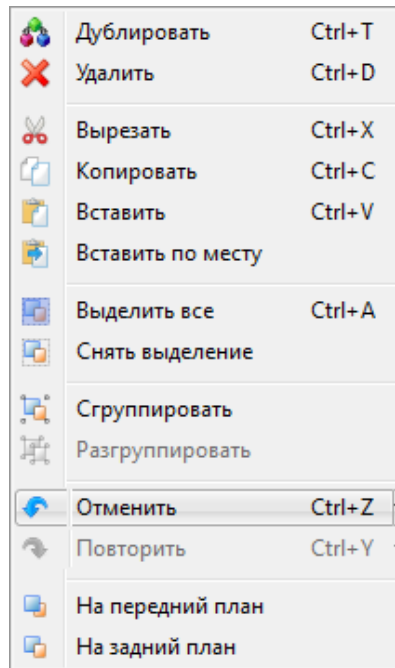 Дублировать Ctrl+T
Удалить Ctrl+D
Вырезать Ctrl+X
Копировать Ctrl+C
Вставить Ctrl+V
Вставить по месту
Выделить все Ctrl+A
Снять выделение
Сгруппировать
Разгруппировать
Отменить Ctrl+Z
Повторить Ctrl+Y
На передний план
На задний план